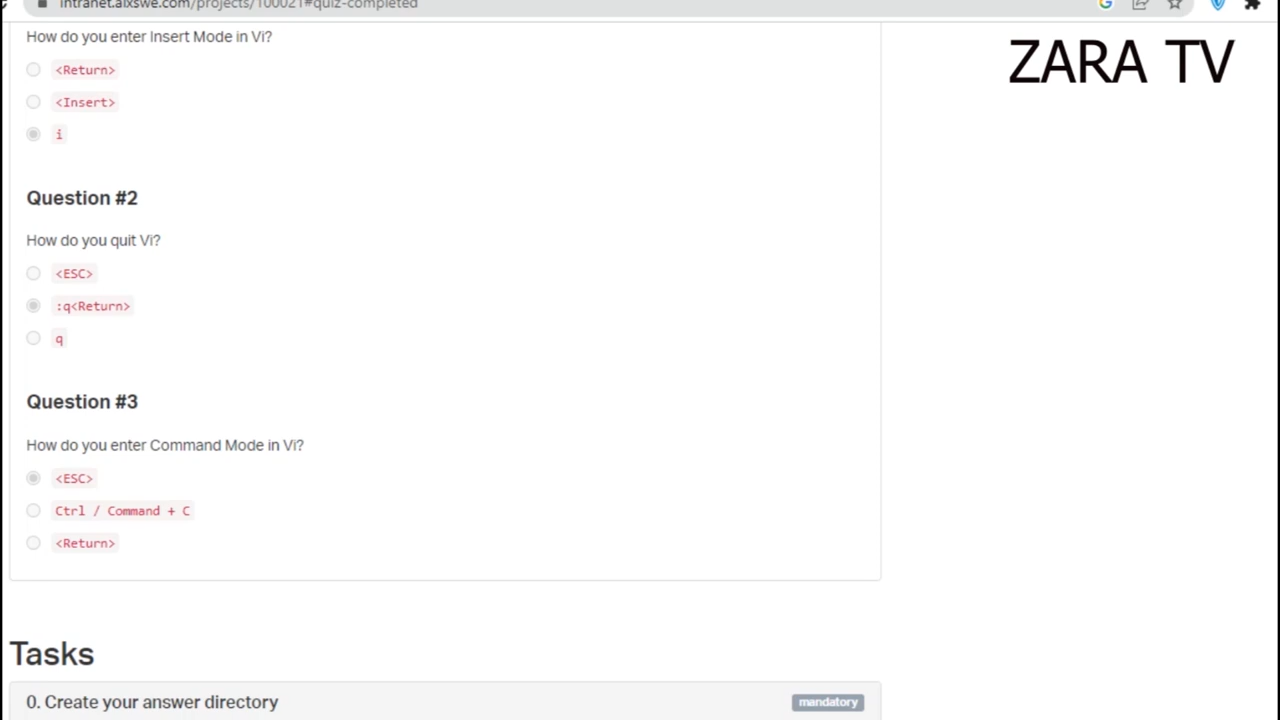 intranet.alxswe.com/projects/100021#quiz-completed
ZARA TV
How do you enter Insert Mode in Vi?
<Return>
<Insert>
i
Question #2
How do you quit Vi?
<ESC>
:q<Return>
q
Question #3
How do you enter Command Mode in Vi?
<ESC>
Ctrl / Command + C
<Return>
Tasks
0. Create your answer directory
mandatory